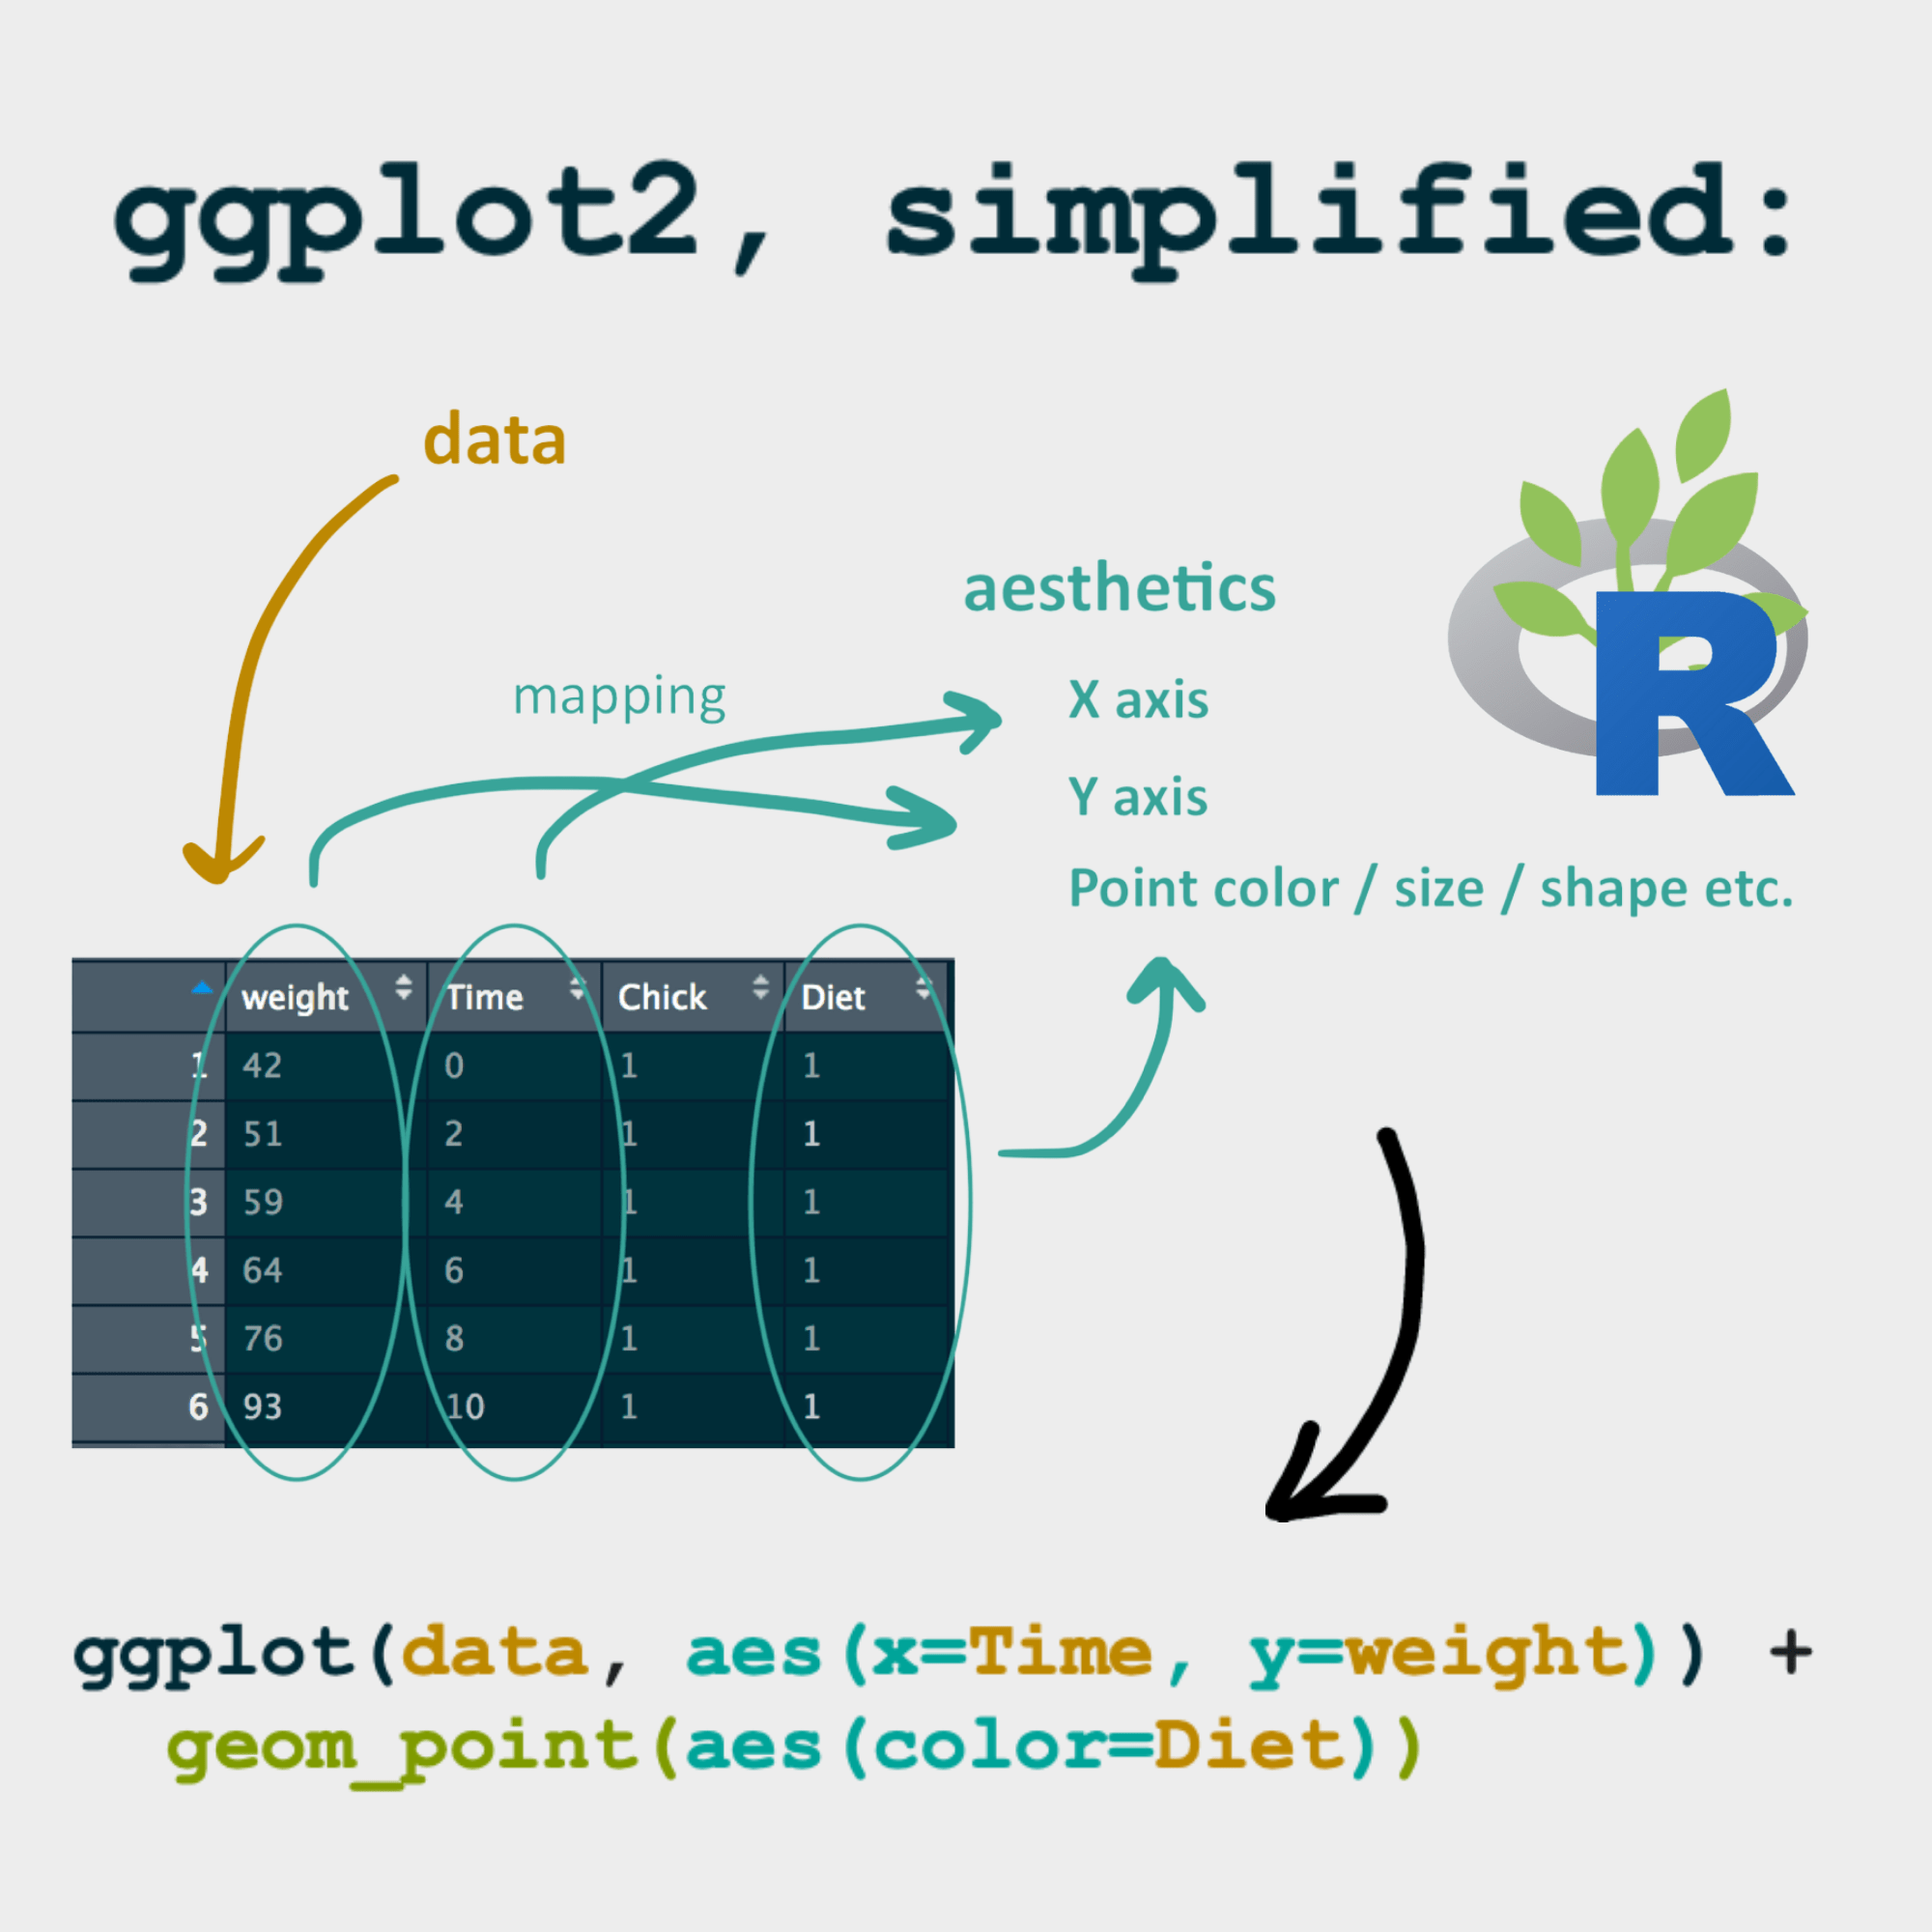 ggplot2, simplified:
data
aesthetics
mapping
X axis
Y axis
Point color / size / shape etc.
R
weight Time Chick Diet
1 42 0 1 1
2 51 2 1 1
3 59 4 1 1
4 64 6 1 1
5 76 8 1 1
6 93 10 1 1
ggplot(data, aes(x=Time, y=weight)) +
geom_point(aes(color=Diet))